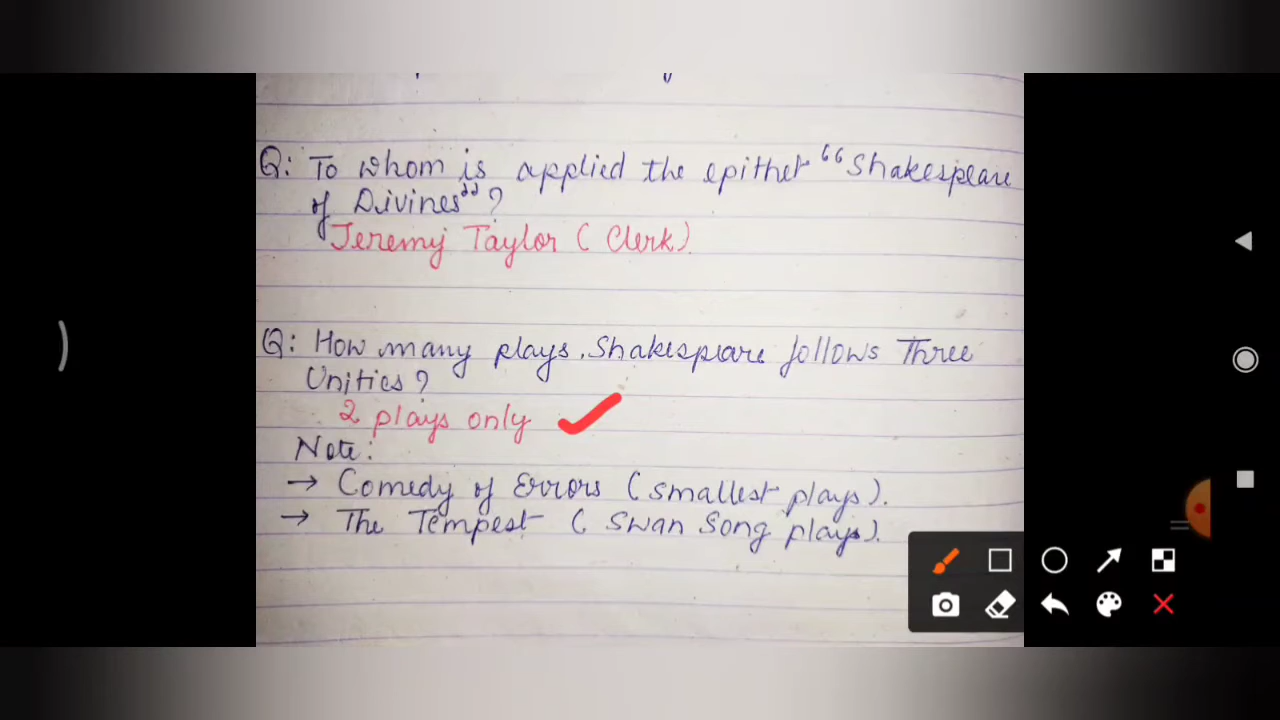 Q: To whom is applied the epithet "Shakespeare
of Divines" ?
Jeremy Taylor ( Clerk).
Q: How many plays, Shakespeare follows Three
Unities ?
2 plays only
Note:
→ Comedy of Errors ( smallest plays).
→ The Tempest ( Swan Song plays).